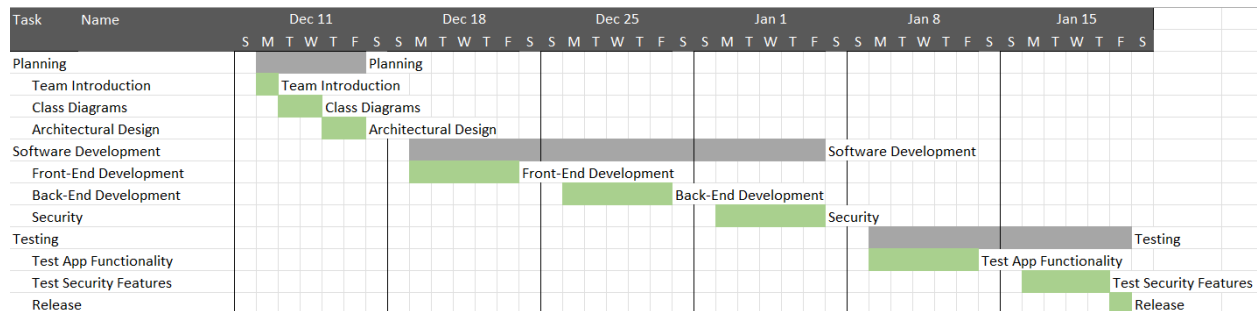 Task Name Dec 11 Dec 18 Dec 25 Jan 1 Jan 8 Jan 15
S M T W T F S S M T W T F S S M T W T F S S M T W T F S S M T W T F S S M T W T F S
Planning Planning
Team Introduction Team Introduction
Class Diagrams Class Diagrams
Architectural Design Architectural Design
Software Development Software Development
Front-End Development Front-End Development
Back-End Development Back-End Development
Security Security
Testing Testing
Test App Functionality Test App Functionality
Test Security Features Test Security Features
Release Release